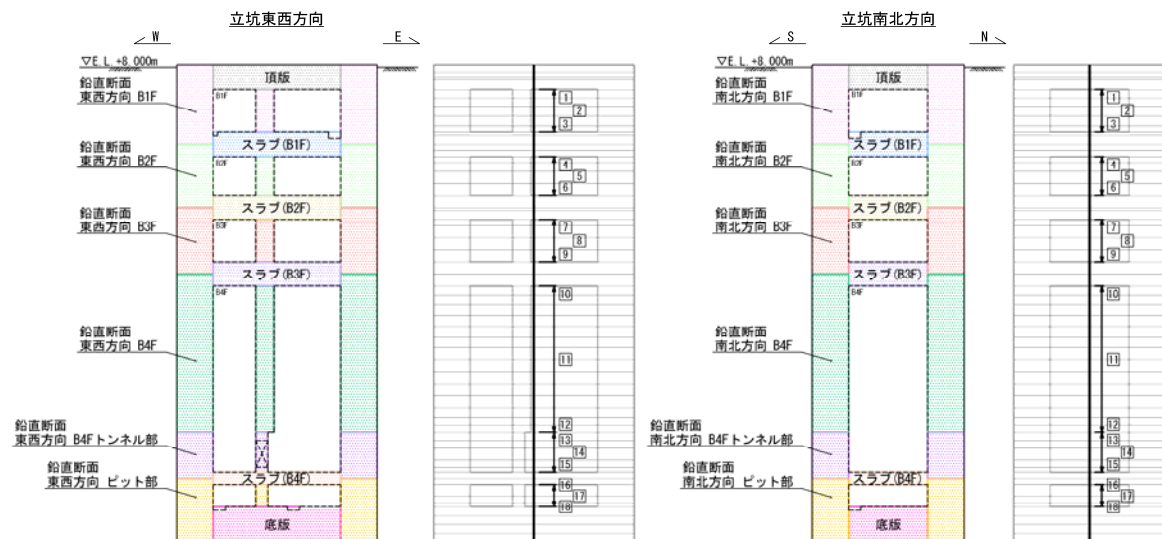 立坑東西方向
W
E
▽E.L.+8.000m
頂版
鉛直断面
東西方向 B1F
B1F
スラブ(B1F)
鉛直断面
東西方向 B2F
B2F
スラブ(B2F)
鉛直断面
東西方向 B3F
B3F
スラブ(B3F)
B4F
鉛直断面
東西方向 B4F
鉛直断面
東西方向 B4Fトンネル部
鉛直断面
東西方向 ピット部
スラブ(B4F)
底版
1
2
3
4
5
6
7
8
9
10
11
12
13
14
15
16
17
18
立坑南北方向
S
N
▽E.L.+8.000m
頂版
鉛直断面
南北方向 B1F
B1F
スラブ(B1F)
鉛直断面
南北方向 B2F
B2F
スラブ(B2F)
鉛直断面
南北方向 B3F
B3F
スラブ(B3F)
B4F
鉛直断面
南北方向 B4F
鉛直断面
南北方向 B4Fトンネル部
鉛直断面
南北方向 ピット部
スラブ(B4F)
底版
1
2
3
4
5
6
7
8
9
10
11
12
13
14
15
16
17
18